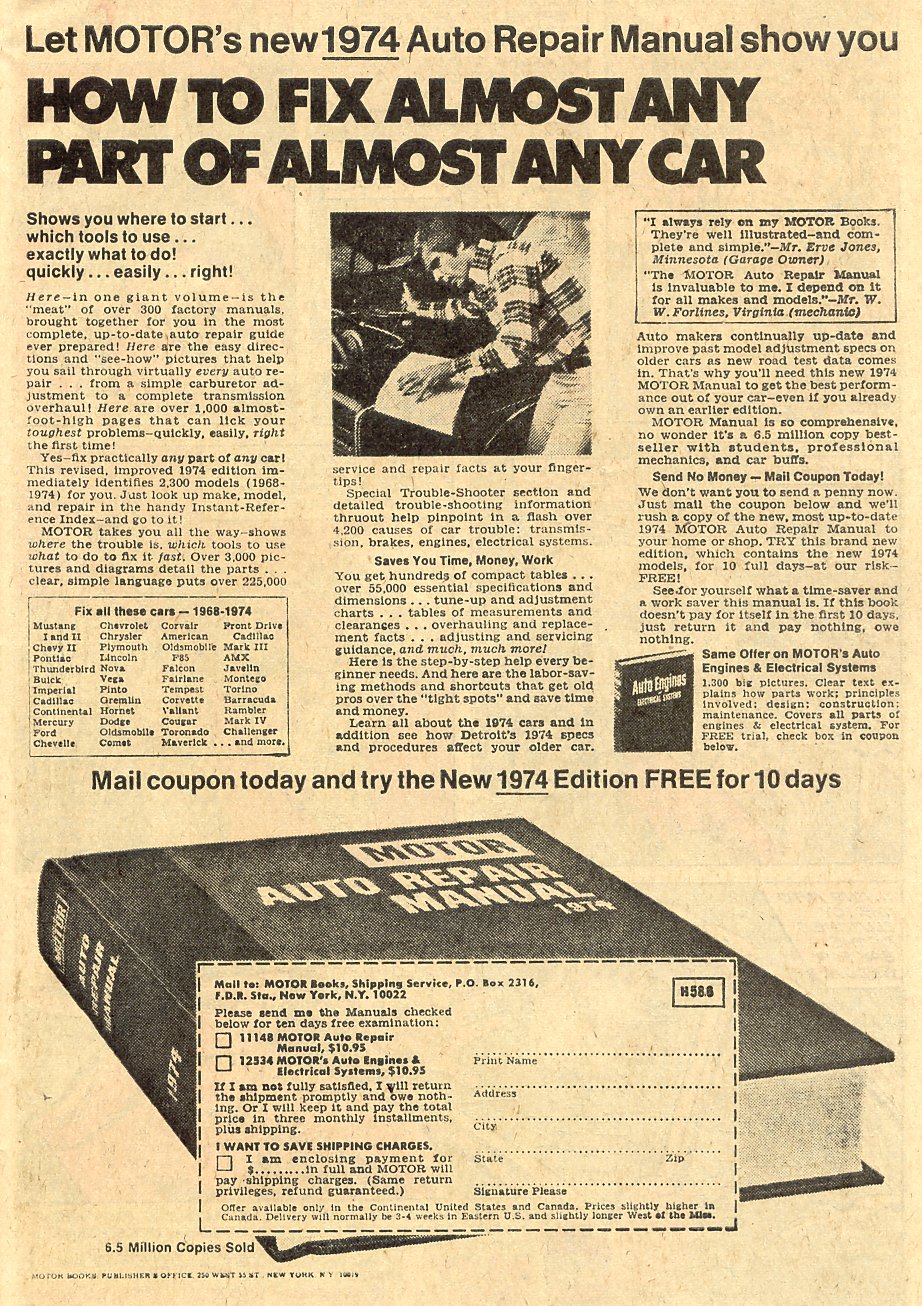 Let MOTOR's new 1974 Auto Repair Manual show you
HOW TO FIX ALMOST ANY
PART OF ALMOST ANY CAR
Shows you where to start . . .
which tools to use . . .
exactly what to do!
quickly . . . easily . . . right!
Here–in one giant volume–is the
"meat" of over 300 factory manuals,
brought together for you in the most
complete, up-to-date auto repair guide
ever prepared! Here are the easy direc-
tions and "see-how" pictures that help
you sail through virtually every auto re-
pair . . . from a simple carburetor ad-
justment to a complete transmission
overhaul! Here are over 1,000 almost-
foot-high pages that can lick your
toughest problems–quickly, easily, right
the first time!
Yes–fix practically any part of any car!
This revised, improved 1974 edition im-
mediately identifies 2,300 models (1968-
1974) for you. Just look up make, model,
and repair in the handy Instant-Refer-
ence Index–and go to it!
MOTOR takes you all the way–shows
where the trouble is, which tools to use
what to do to fix it fast. Over 3,000 pic-
tures and diagrams detail the parts . . .
clear, simple language puts over 225,000
Fix all these cars — 1968-1974
Mustang Chevrolet Corvair Front Drive
I and II Chrysler American Cadillac
Chevy II Plymouth Oldsmobile Mark III
Pontiac Lincoln F85 AMX
Thunderbird Nova Falcon Javelin
Buick Vega Fairlane Montego
Imperial Pinto Tempest Torino
Cadillac Gremlin Corvette Barracuda
Continental Hornet Valiant Rambler
Mercury Dodge Cougar Mark IV
Ford Oldsmobile Toronado Challenger
Chevelle Comet Maverick . . . and more.
service and repair facts at your finger-
tips!
Special Trouble-Shooter section and
detailed trouble-shooting information
thruout help pinpoint in a flash over
4,200 causes of car trouble: transmis-
sion, brakes, engines, electrical systems.
Saves You Time, Money, Work
You get hundreds of compact tables . . .
over 55,000 essential specifications and
dimensions . . . tune-up and adjustment
charts . . . tables of measurements and
clearances . . . overhauling and replace-
ment facts . . . adjusting and servicing
guidance, and much, much more!
Here is the step-by-step help every be-
ginner needs. And here are the labor-sav-
ing methods and shortcuts that get old
pros over the "tight spots" and save time
and money.
Learn all about the 1974 cars and in
addition see how Detroit's 1974 specs
and procedures affect your older car.
"I always rely on my MOTOR Books.
They're well illustrated–and com-
plete and simple."–Mr. Erve Jones,
Minnesota (Garage Owner)
"The MOTOR Auto Repair Manual
is invaluable to me. I depend on it
for all makes and models."–Mr. W.
W. Forlines, Virginia (mechanic)
Auto makers continually up-date and
improve past model adjustment specs on
older cars as new road test data comes
in. That's why you'll need this new 1974
MOTOR Manual to get the best perform-
ance out of your car–even if you already
own an earlier edition.
MOTOR Manual is so comprehensive,
no wonder it's a 6.5 million copy best-
seller with students, professional
mechanics, and car buffs.
Send No Money — Mail Coupon Today!
We don't want you to send a penny now.
Just mail the coupon below and we'll
rush a copy of the new, most up-to-date
1974 MOTOR Auto Repair Manual to
your home or shop. TRY this brand new
edition, which contains the new 1974
models, for 10 full days–at our risk–
FREE!
See for yourself what a time-saver and
a work saver this manual is. If this book
doesn't pay for itself in the first 10 days,
just return it and pay nothing, owe
nothing.
Auto Engines
ELECTRICAL SYSTEMS
Same Offer on MOTOR's Auto
Engines & Electrical Systems
1,300 big pictures. Clear text ex-
plains how parts work; principles
involved; design; construction;
maintenance. Covers all parts of
engines & electrical system. For
FREE trial, check box in coupon
below.
Mail coupon today and try the New 1974 Edition FREE for 10 days
MOTOR
AUTO REPAIR
MANUAL
1974
MOTOR
AUTO
REPAIR
MANUAL
1974
Mail to: MOTOR Books, Shipping Service, P.O. Box 2316,
F.D.R. Sta., New York, N.Y. 10022
H588
Please send me the Manuals checked
below for ten days free examination:
11148 MOTOR Auto Repair
Manual, $10.95
12534 MOTOR's Auto Engines &
Electrical Systems, $10.95
If I am not fully satisfied, I will return
the shipment promptly and owe noth-
ing. Or I will keep it and pay the total
price in three monthly installments,
plus shipping.
I WANT TO SAVE SHIPPING CHARGES.
I am enclosing payment for
$.........in full and MOTOR will
pay shipping charges. (Same return
privileges, refund guaranteed.)
Print Name
Address
City
State Zip
Signature Please
Offer available only in the Continental United States and Canada. Prices slightly higher in
Canada. Delivery will normally be 3-4 weeks in Eastern U.S. and slightly longer West of the Miss.
6.5 Million Copies Sold
MOTOR BOOKS, PUBLISHER'S OFFICE, 250 WEST 55 ST., NEW YORK, N.Y. 10019